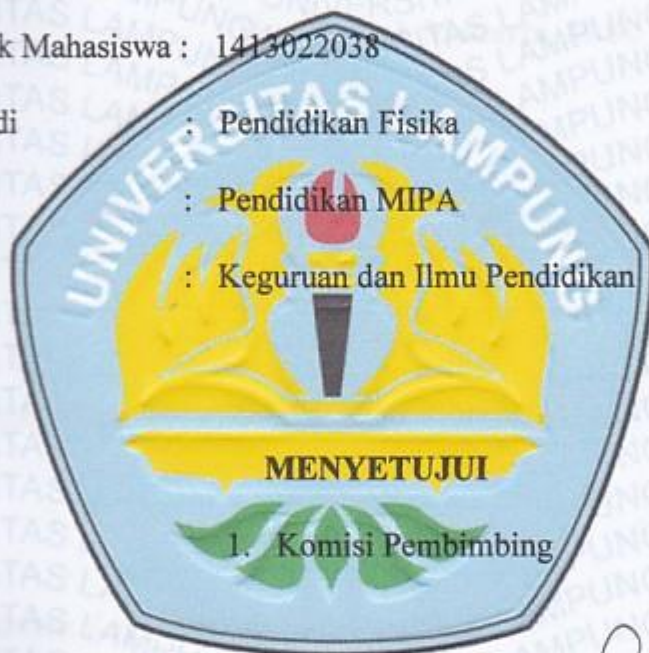 k Mahasiswa : 1413022038
di : Pendidikan Fisika
: Pendidikan MIPA
: Keguruan dan Ilmu Pendidikan
UNIVERSITAS LAMPUNG
MENYETUJUI
1. Komisi Pembimbing